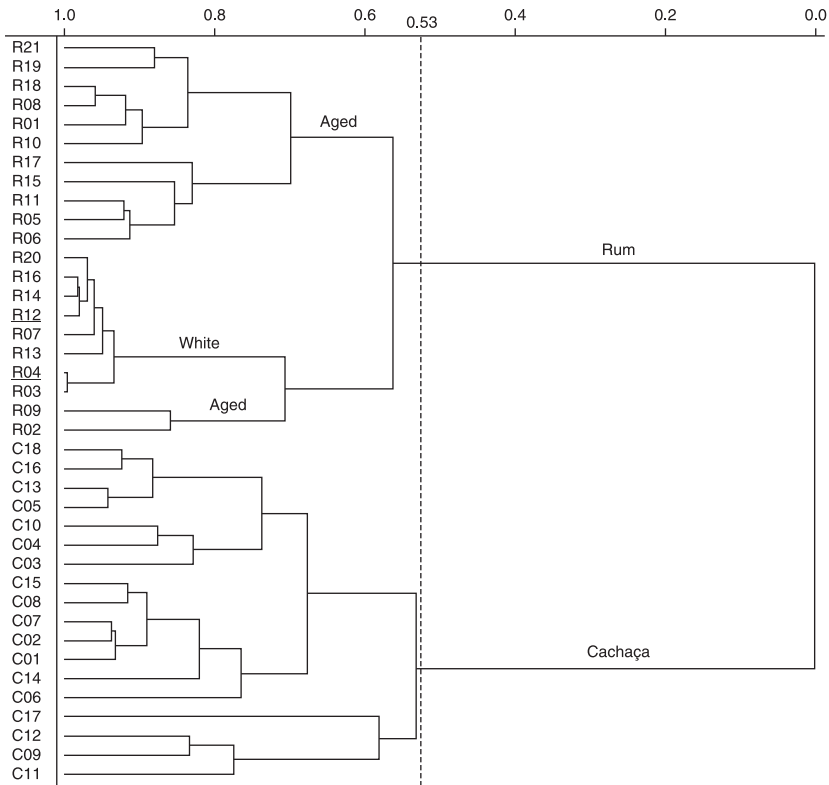 1.0 0.8 0.6 0.53 0.4 0.2 0.0
R21
R19
R18
R08
R01
Aged
R10
R17
R15
R11
R05
R06
Rum
R20
R16
R14
R12
R07
White
R13
R04
R03
Aged
R09
R02
C18
C16
C13
C05
C10
C04
C03
C15
C08
C07
C02
Cachaça
C01
C14
C06
C17
C12
C09
C11